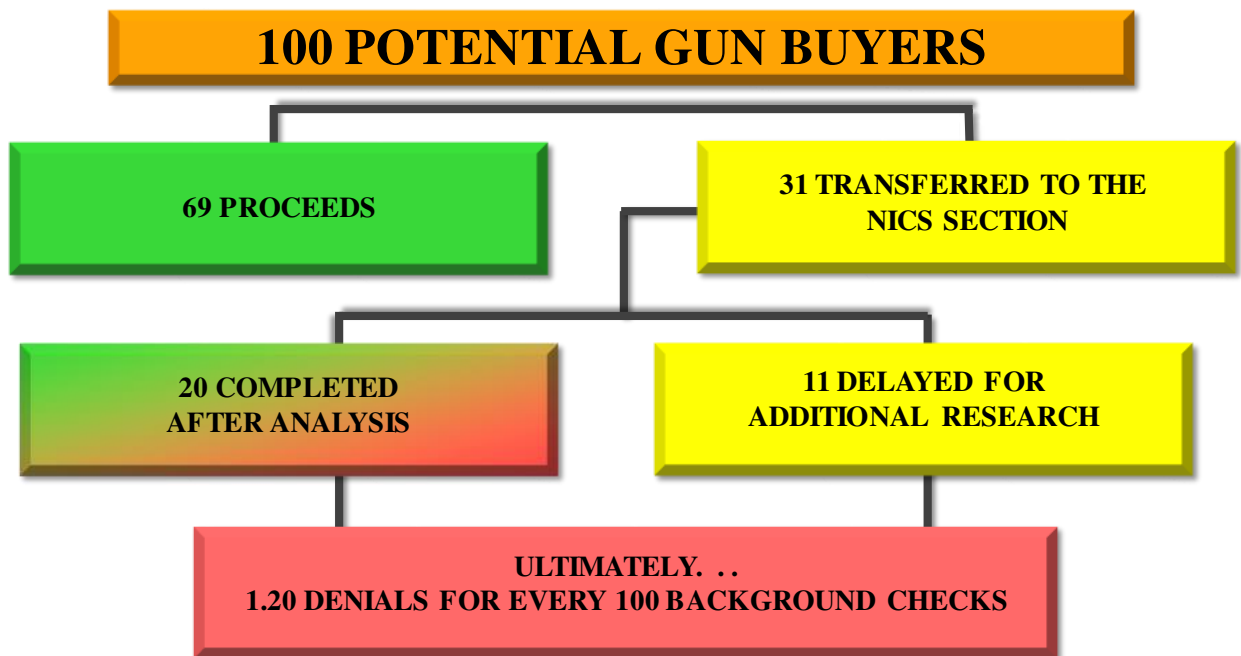 100 POTENTIAL GUN BUYERS
69 PROCEEDS
31 TRANSFERRED TO THE
NICS SECTION
20 COMPLETED
AFTER ANALYSIS
11 DELAYED FOR
ADDITIONAL RESEARCH
ULTIMATELY. . .
1.20 DENIALS FOR EVERY 100 BACKGROUND CHECKS